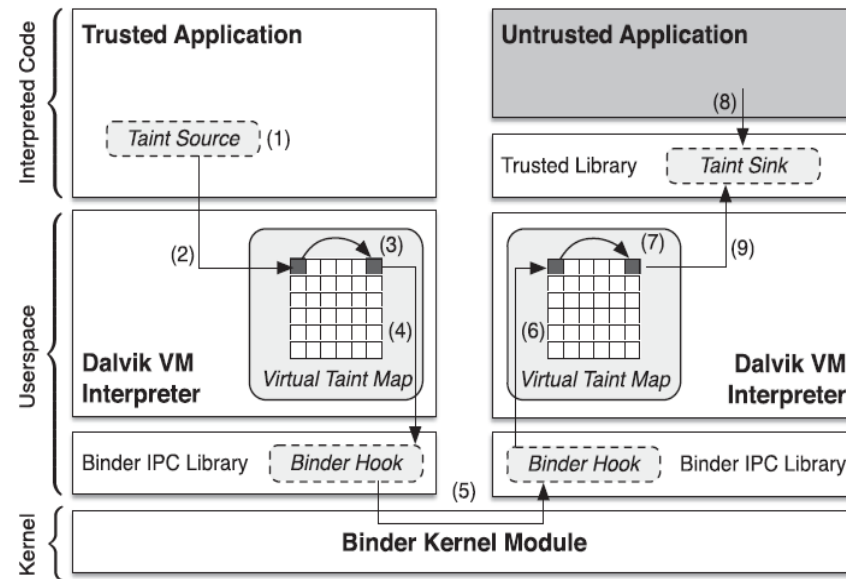 Interpreted Code
Trusted Application
Taint Source
(1)
Untrusted Application
(8)
Trusted Library
Taint Sink
Userspace
(2)
(3)
(4)
Virtual Taint Map
Dalvik VM
Interpreter
(6)
(7)
(9)
Virtual Taint Map
Dalvik VM
Interpreter
Binder IPC Library
Binder Hook
(5)
Binder Hook
Binder IPC Library
Kernel
Binder Kernel Module